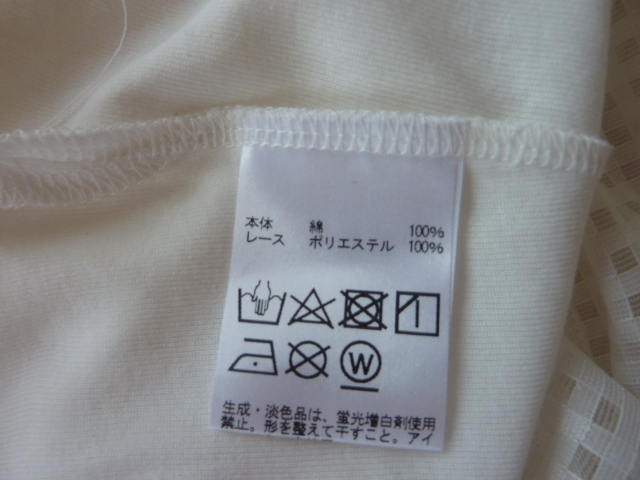 本体 綿 100%
レース ポリエステル 100%
W
生成・淡色品は、蛍光増白剤使用
禁止。形を整えて干すこと。アイ